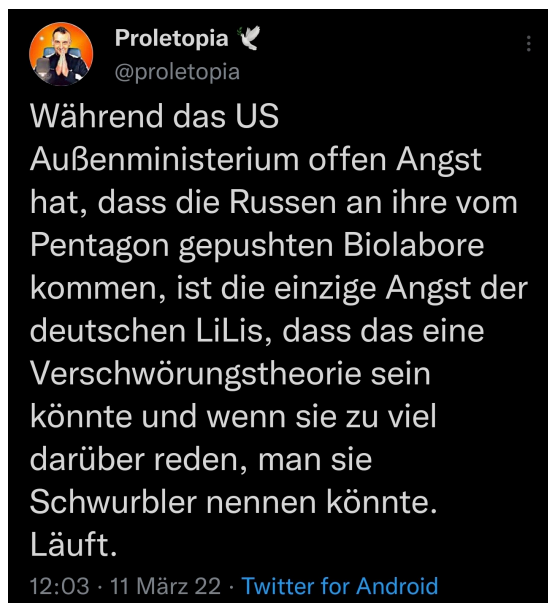 Proletopia 🕊
@proletopia
Während das US
Außenministerium offen Angst
hat, dass die Russen an ihre vom
Pentagon gepushten Biolabore
kommen, ist die einzige Angst der
deutschen LiLis, dass das eine
Verschwörungstheorie sein
könnte und wenn sie zu viel
darüber reden, man sie
Schwurbler nennen könnte.
Läuft.
12:03 · 11 März 22 · Twitter for Android